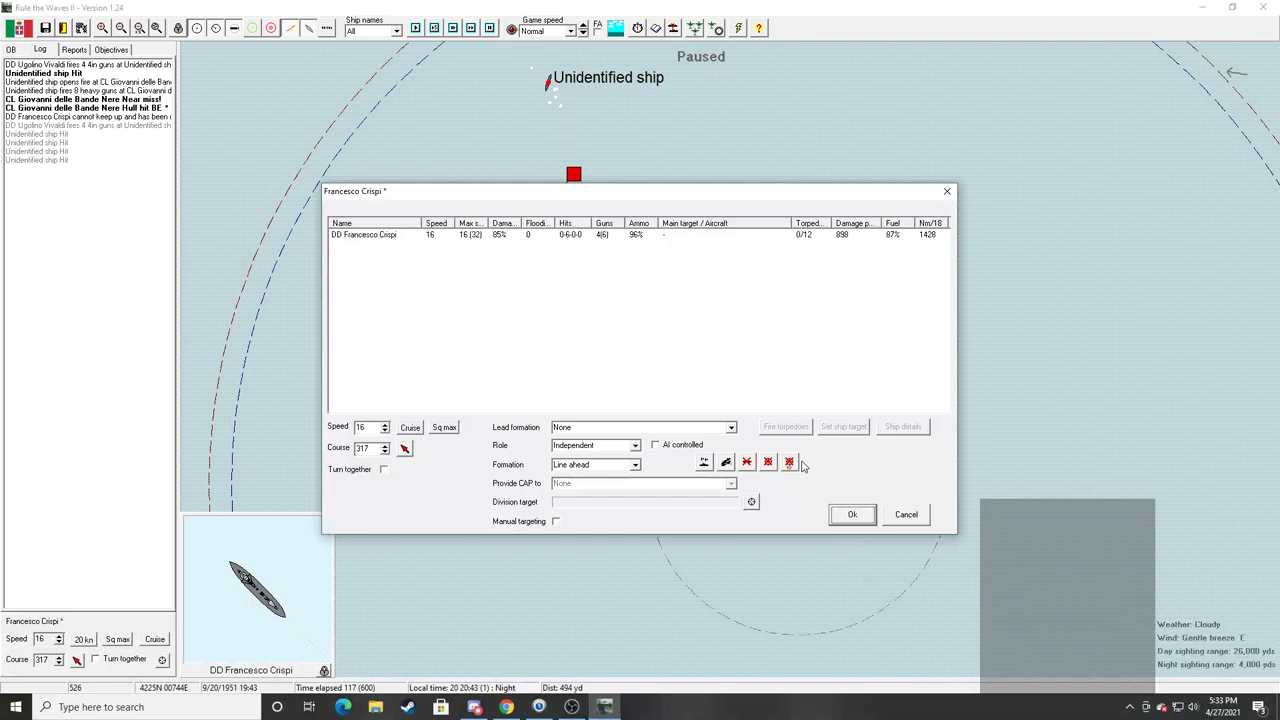 Rule the Waves II - Version 1.24
Ship names
All
Game speed
Normal
FA
OB Log Reports Objectives
DD Ugolino Vivaldi fires 4 4in guns at Unidentified sh
Unidentified ship Hit
Unidentified ship opens fire at CL Giovanni delle Ban
Unidentified ship fires 8 heavy guns at CL Giovanni
CL Giovanni delle Bande Nere Near miss!
CL Giovanni delle Bande Nere Hull hit BE *
DD Francesco Crispi cannot keep up and has been
DD Ugolino Vivaldi fires 4 4in guns at Unidentified sh
Unidentified ship Hit
Unidentified ship Hit
Unidentified ship Hit
Unidentified ship Hit
Paused
Unidentified ship
Francesco Crispi *
Name Speed Max s... Dama... Floodi... Hits Guns Ammo Main target / Aircraft Torped... Damage p... Fuel Nm/18
DD Francesco Crispi 16 16 (32) 85% 0 0-6-0-0 4(6) 96% - 0/12 898 87% 1428
Speed 16 Cruise Sq max
Course 317
Turn together
Lead formation None
Role Independent AI controlled
Formation Line ahead
Provide CAP to None
Division target
Manual targeting
Fire torpedoes Set ship target Ship details
10
Ok Cancel
Francesco Crispi *
Speed 16 20 kn Sq max Cruise
Course 317 Turn together
DD Francesco Crispi
Weather: Cloudy
Wind: Gentle breeze E
Day sighting range: 26,000 yds
Night sighting range: 4,000 yds
526 4225N 00744E 9/20/1951 19:43 Time elapsed 117 (600) Local time: 20 20:43 (1) : Night Dist: 494 yd
Type here to search
5:33 PM
4/27/2021
3